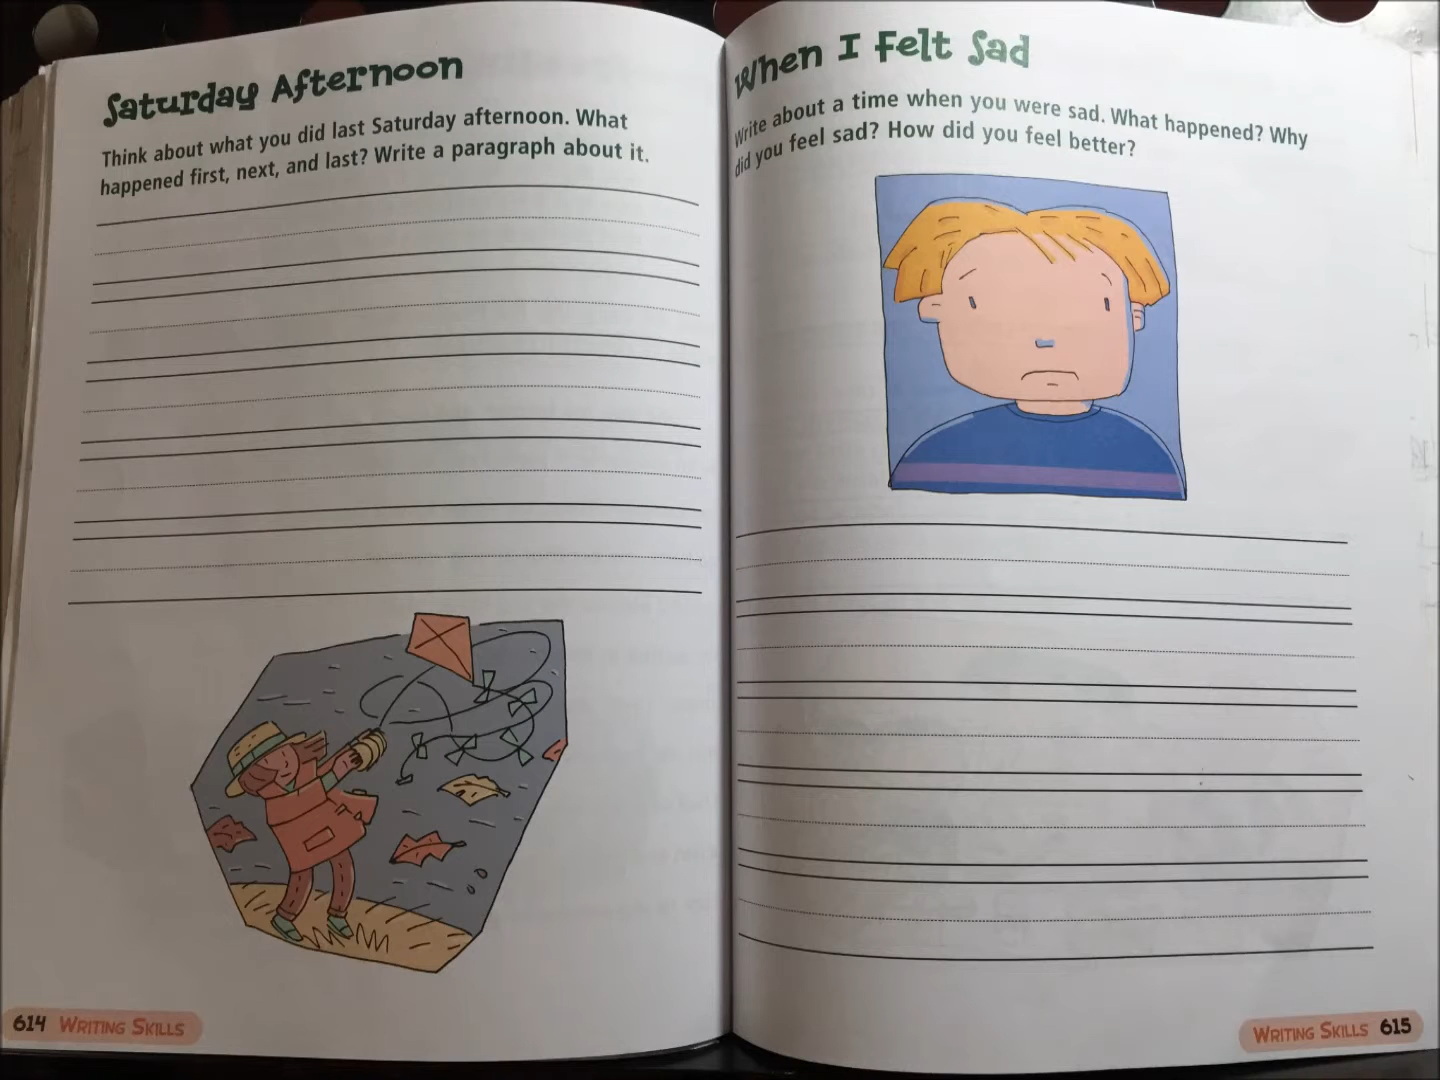 Saturday Afternoon
Think about what you did last Saturday afternoon. What
happened first, next, and last? Write a paragraph about it.
614 WRITING SKILLS
When I Felt Sad
Write about a time when you were sad. What happened? Why
did you feel sad? How did you feel better?
WRITING SKILLS 615